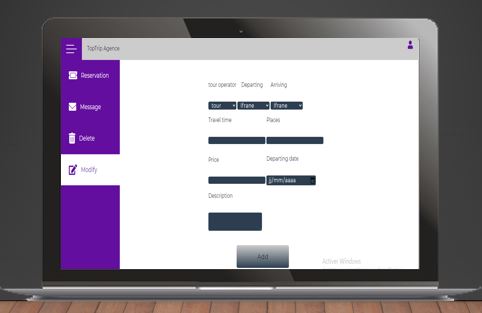 TopTrip Agence
Reservation
Message
Delete
Modify
tour operator Departing Arriving
tour Ifrane Ifrane
Travel time Places
Price Departing date
jj/mm/aaaa
Description
Add
Activer Windows